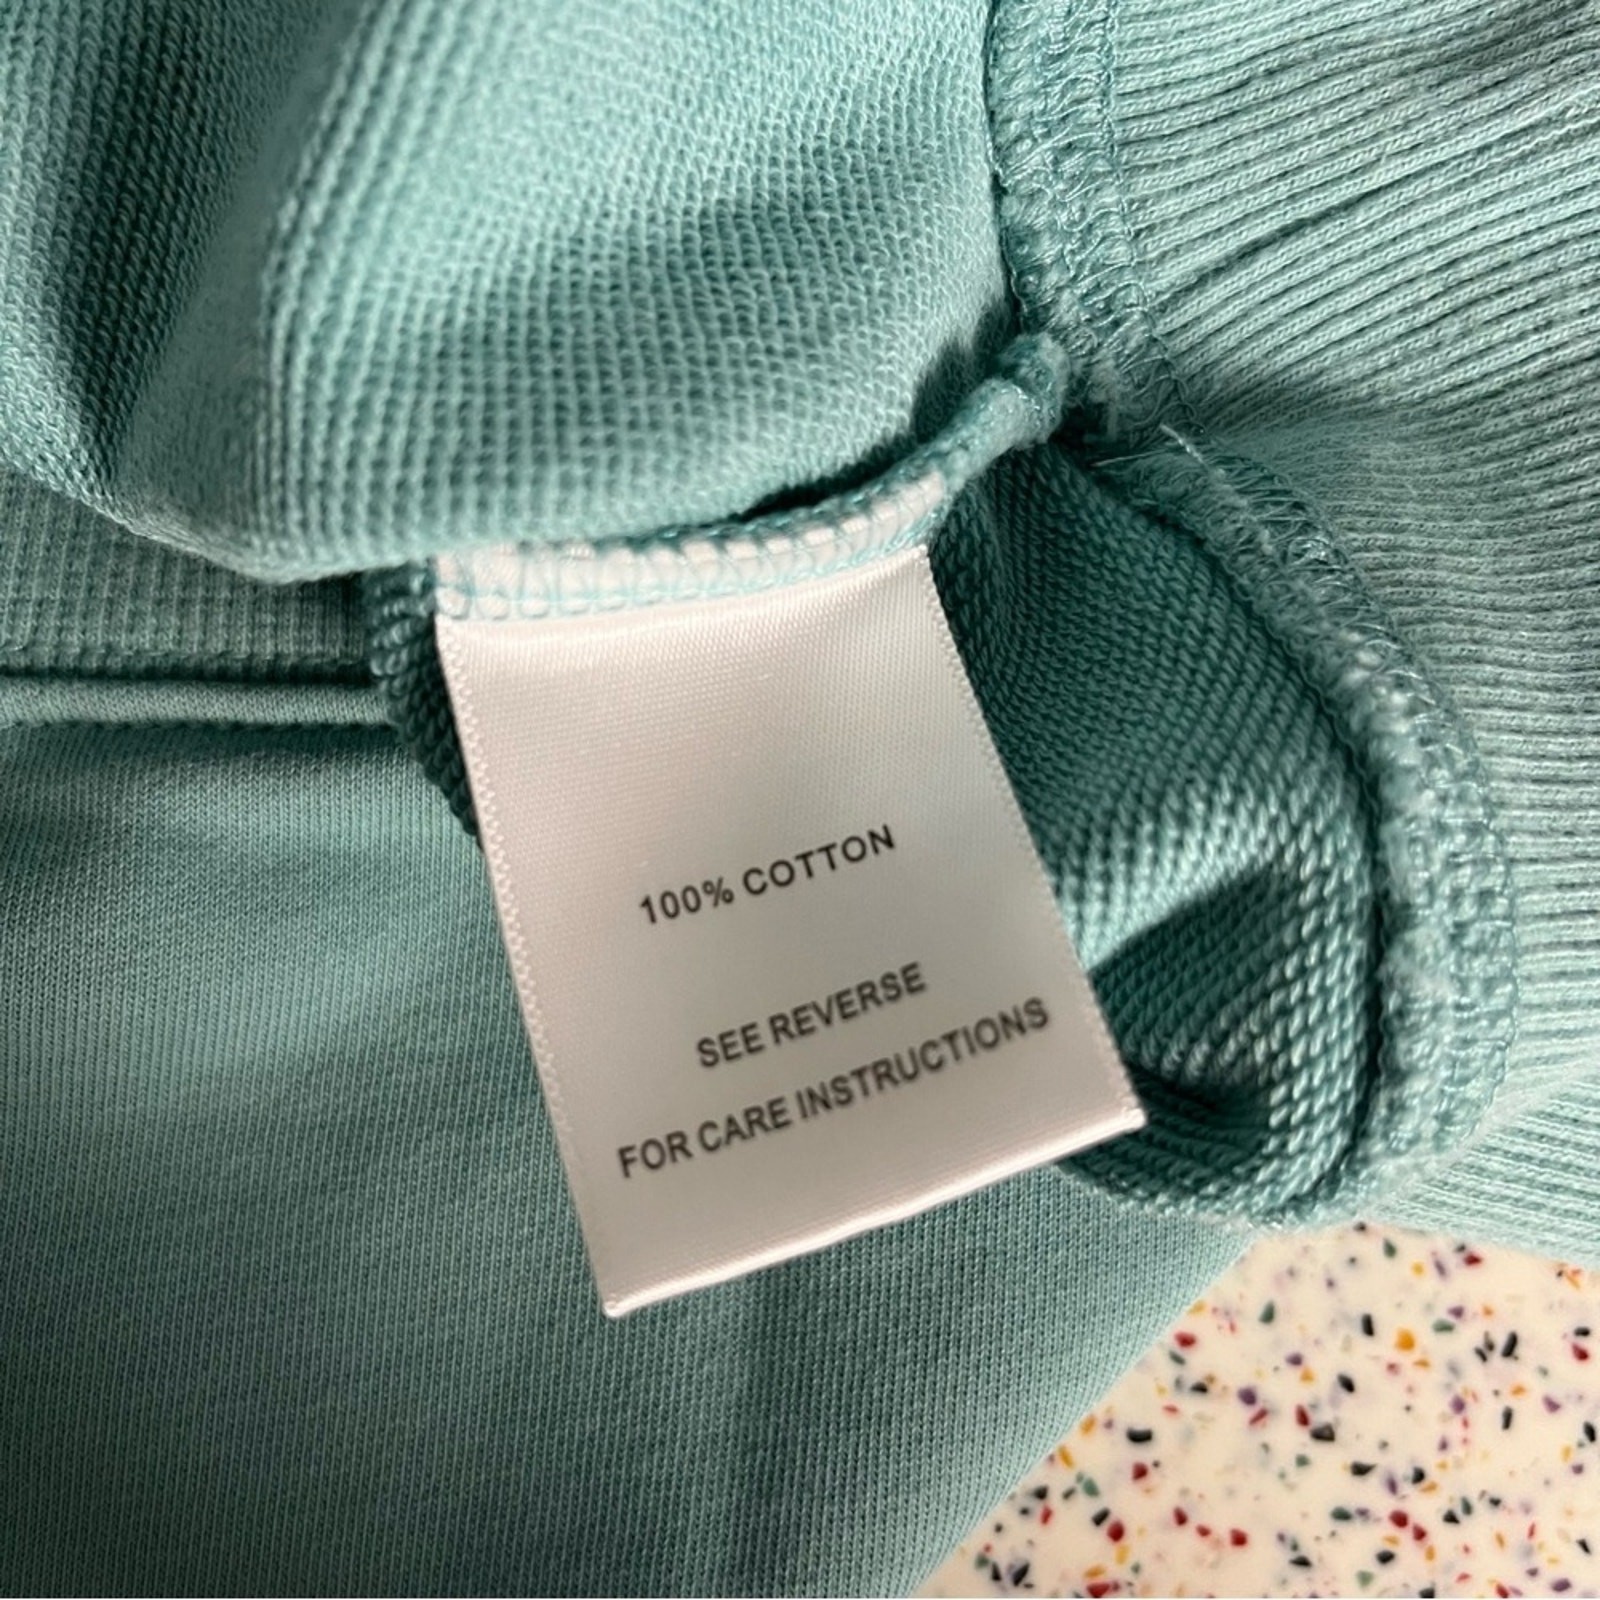 100% COTTON
SEE REVERSE
FOR CARE INSTRUCTIONS